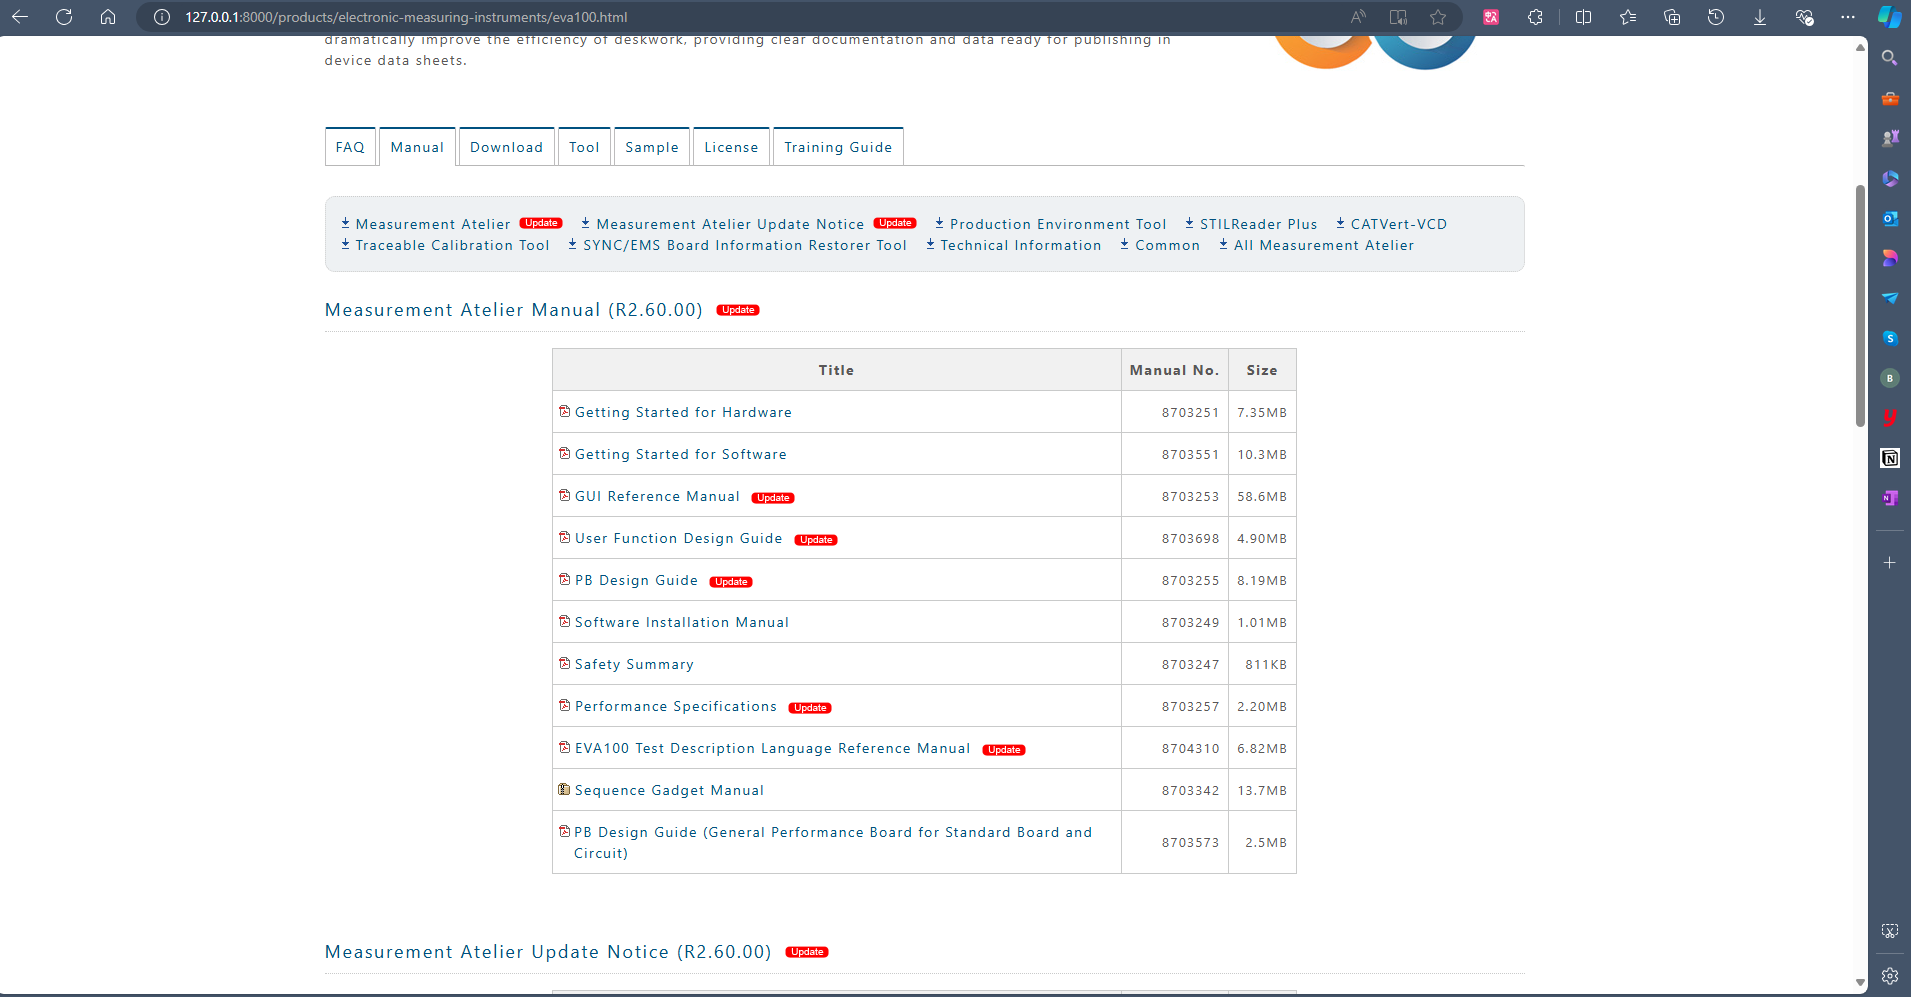 127.0.0.1:8000/products/electronic-measuring-instruments/eva100.html
dramatically improve the efficiency of deskwork, providing clear documentation and data ready for publishing in
device data sheets.
FAQ Manual Download Tool Sample License Training Guide
Measurement Atelier Update Measurement Atelier Update Notice Update Production Environment Tool STILReader Plus CATVert-VCD
Traceable Calibration Tool SYNC/EMS Board Information Restorer Tool Technical Information Common All Measurement Atelier
Measurement Atelier Manual (R2.60.00) Update
Title Manual No. Size
Getting Started for Hardware 8703251 7.35MB
Getting Started for Software 8703551 10.3MB
GUI Reference Manual Update 8703253 58.6MB
User Function Design Guide Update 8703698 4.90MB
PB Design Guide Update 8703255 8.19MB
Software Installation Manual 8703249 1.01MB
Safety Summary 8703247 811KB
Performance Specifications Update 8703257 2.20MB
EVA100 Test Description Language Reference Manual Update 8704310 6.82MB
Sequence Gadget Manual 8703342 13.7MB
PB Design Guide (General Performance Board for Standard Board and
Circuit) 8703573 2.5MB
Measurement Atelier Update Notice (R2.60.00) Update